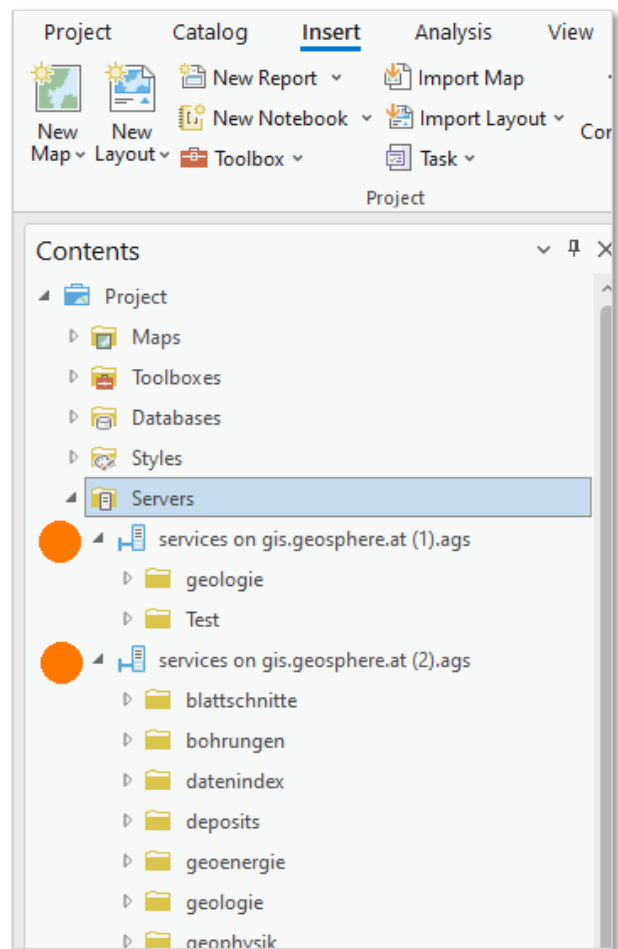 Project Catalog Insert Analysis View
New Report Import Map
New Notebook Import Layout
New New
Map Layout Toolbox Task
Project
Contents
Project
Maps
Toolboxes
Databases
Styles
Servers
services on gis.geosphere.at (1).ags
geologie
Test
services on gis.geosphere.at (2).ags
blattschnitte
bohrungen
datenindex
deposits
geoenergie
geologie
geophysik